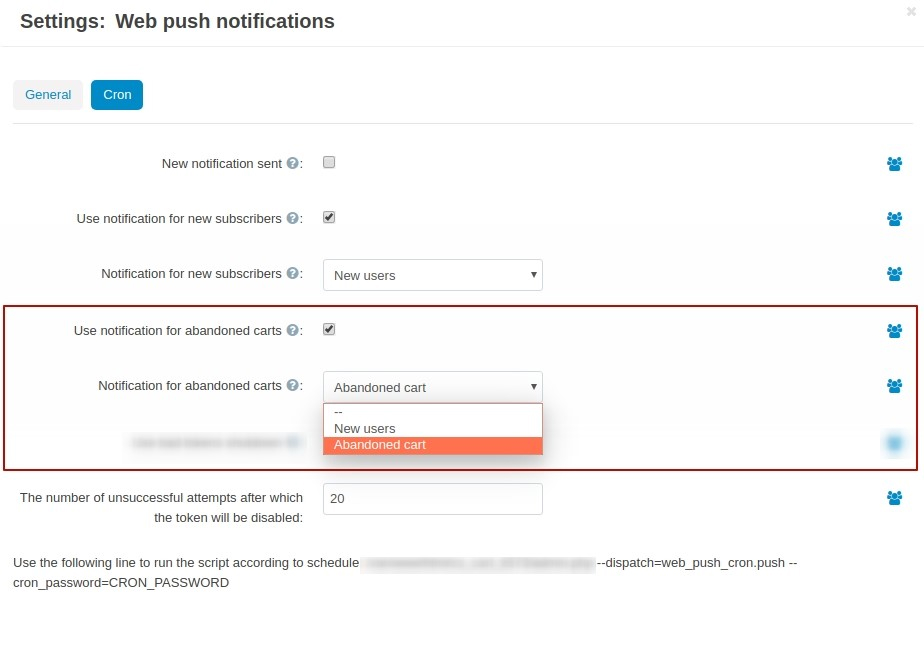 Settings: Web push notifications
General
Cron
New notification sent ?:
Use notification for new subscribers ?:
Notification for new subscribers ?:
New users
Use notification for abandoned carts ?:
Notification for abandoned carts ?:
Abandoned cart
--
New users
Abandoned cart
The number of unsuccessful attempts after which
the token will be disabled:
20
Use the following line to run the script according to schedule --dispatch=web_push_cron.push --
cron_password=CRON_PASSWORD